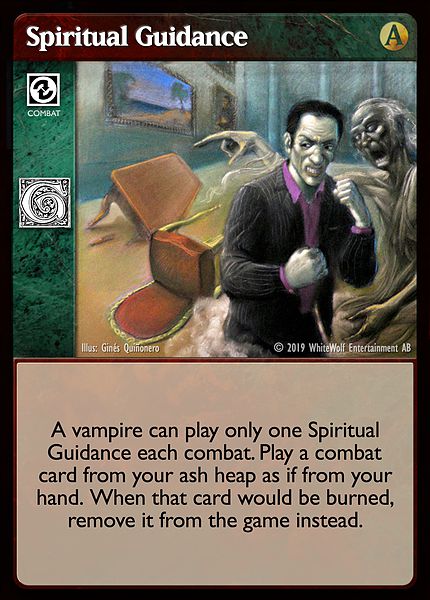 Spiritual Guidance
A
COMBAT
Illus: Ginés Quiñonero
© 2019 WhiteWolf Entertainment AB
A vampire can play only one Spiritual
Guidance each combat. Play a combat
card from your ash heap as if from your
hand. When that card would be burned,
remove it from the game instead.